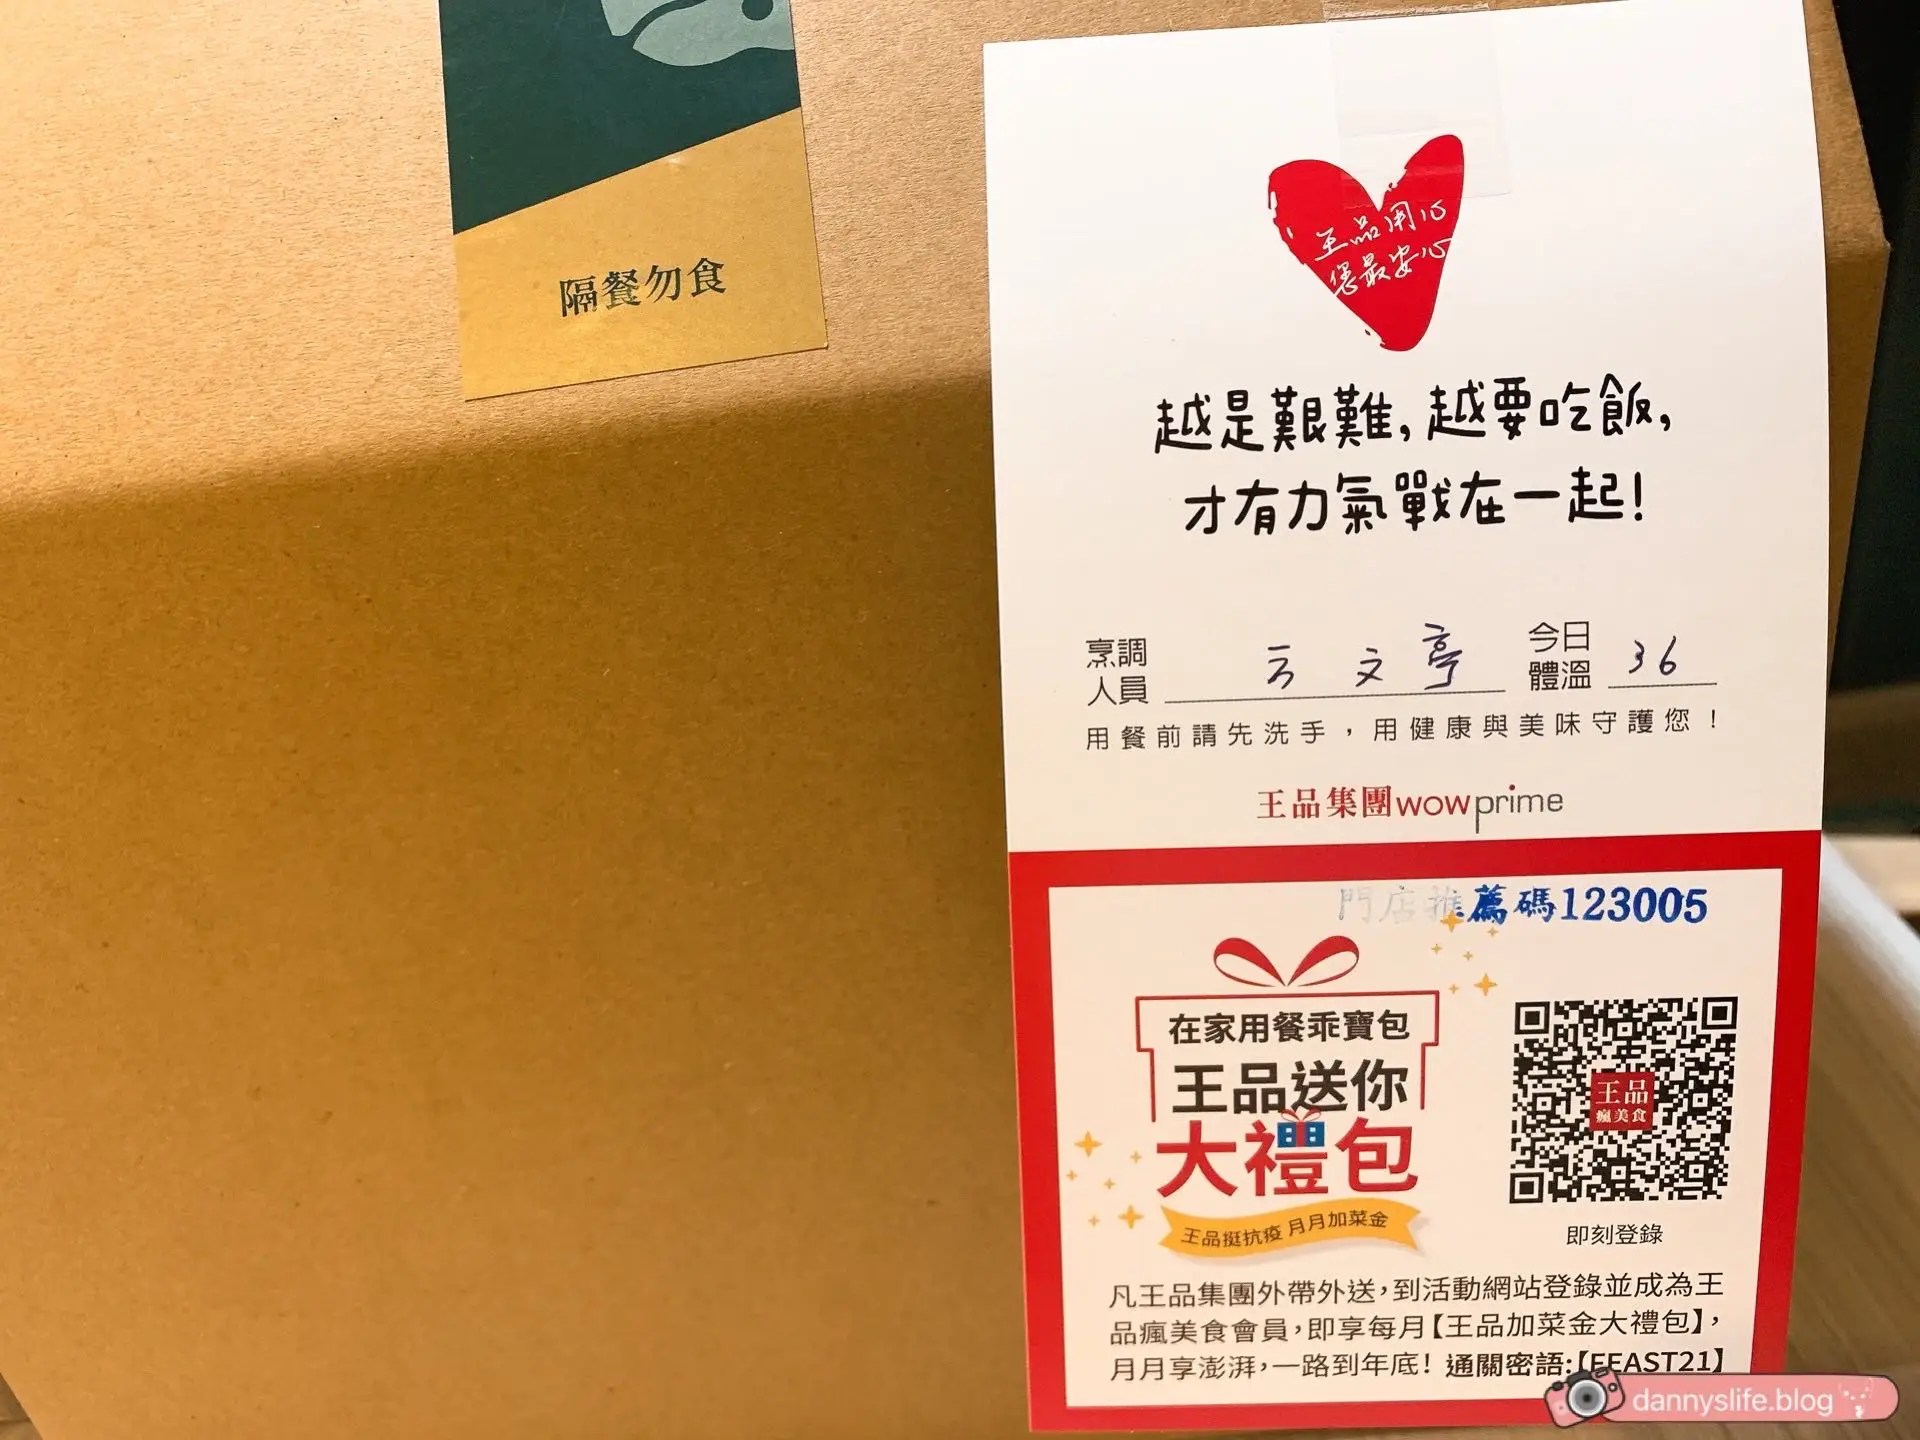 隔餐勿食
王品用心
您最安心
越是艱難,越要吃飯,
才有力氣戰在一起!
烹調人員 方文亭 今日體溫 36
用餐前請先洗手,用健康與美味守護您!
王品集團wowprime
門店推薦碼123005
在家用餐乖寶包
王品送你
大禮包
王品挺抗疫 月月加菜金
王品
瘋美食
即刻登錄
凡王品集團外帶外送,到活動網站登錄並成為王
品瘋美食會員,即享每月【王品加菜金大禮包】,
月月享澎湃,一路到年底! 通關密語:【FEAST21】
dannyslife.blog